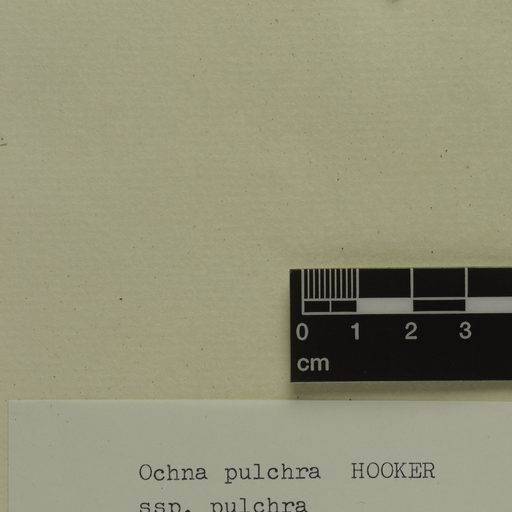 0 1 2 3
cm
Ochna pulchra HOOKER
ssp. pulchra